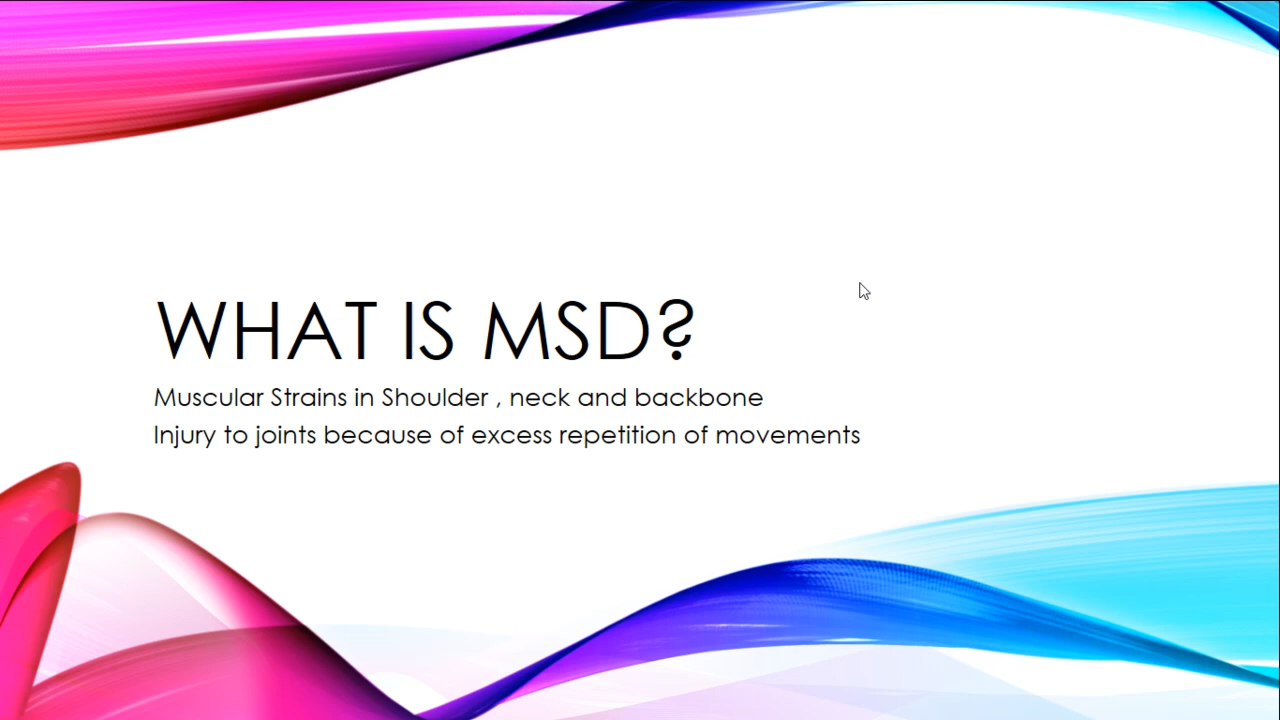 WHAT IS MSD?
Muscular Strains in Shoulder , neck and backbone
Injury to joints because of excess repetition of movements